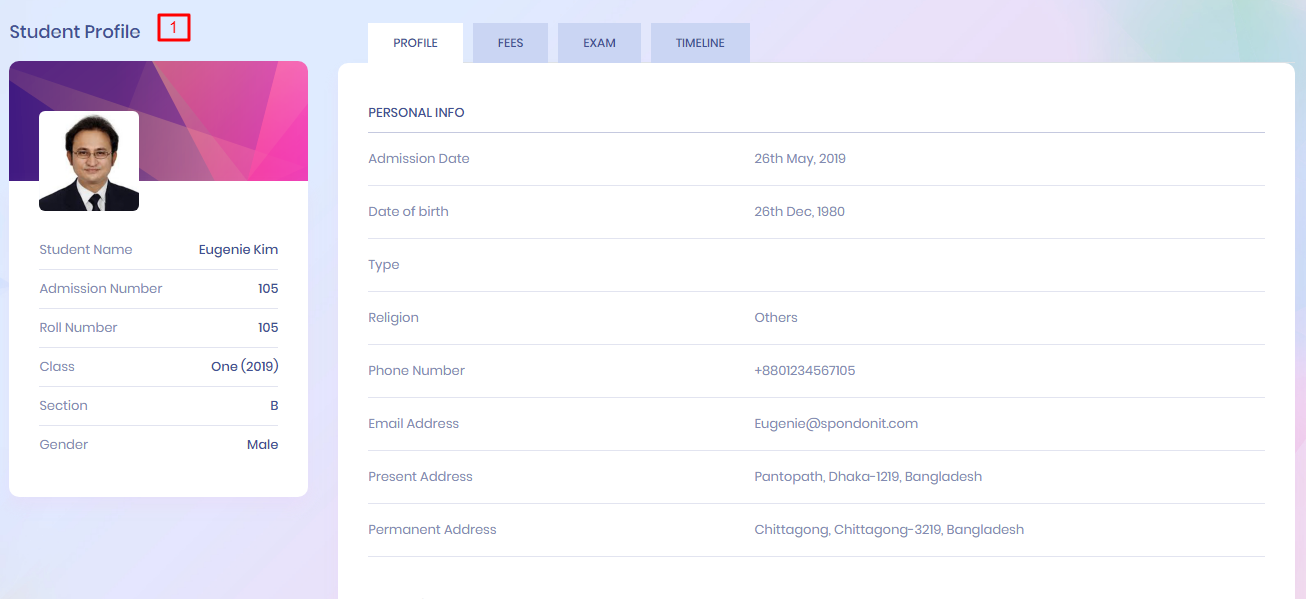 Student Profile
1
Student Name Eugenie Kim
Admission Number 105
Roll Number 105
Class One (2019)
Section B
Gender Male
PROFILE FEES EXAM TIMELINE
PERSONAL INFO
Admission Date 26th May, 2019
Date of birth 26th Dec, 1980
Type
Religion Others
Phone Number +8801234567105
Email Address Eugenie@spondonit.com
Present Address Pantopath, Dhaka-1219, Bangladesh
Permanent Address Chittagong, Chittagong-3219, Bangladesh